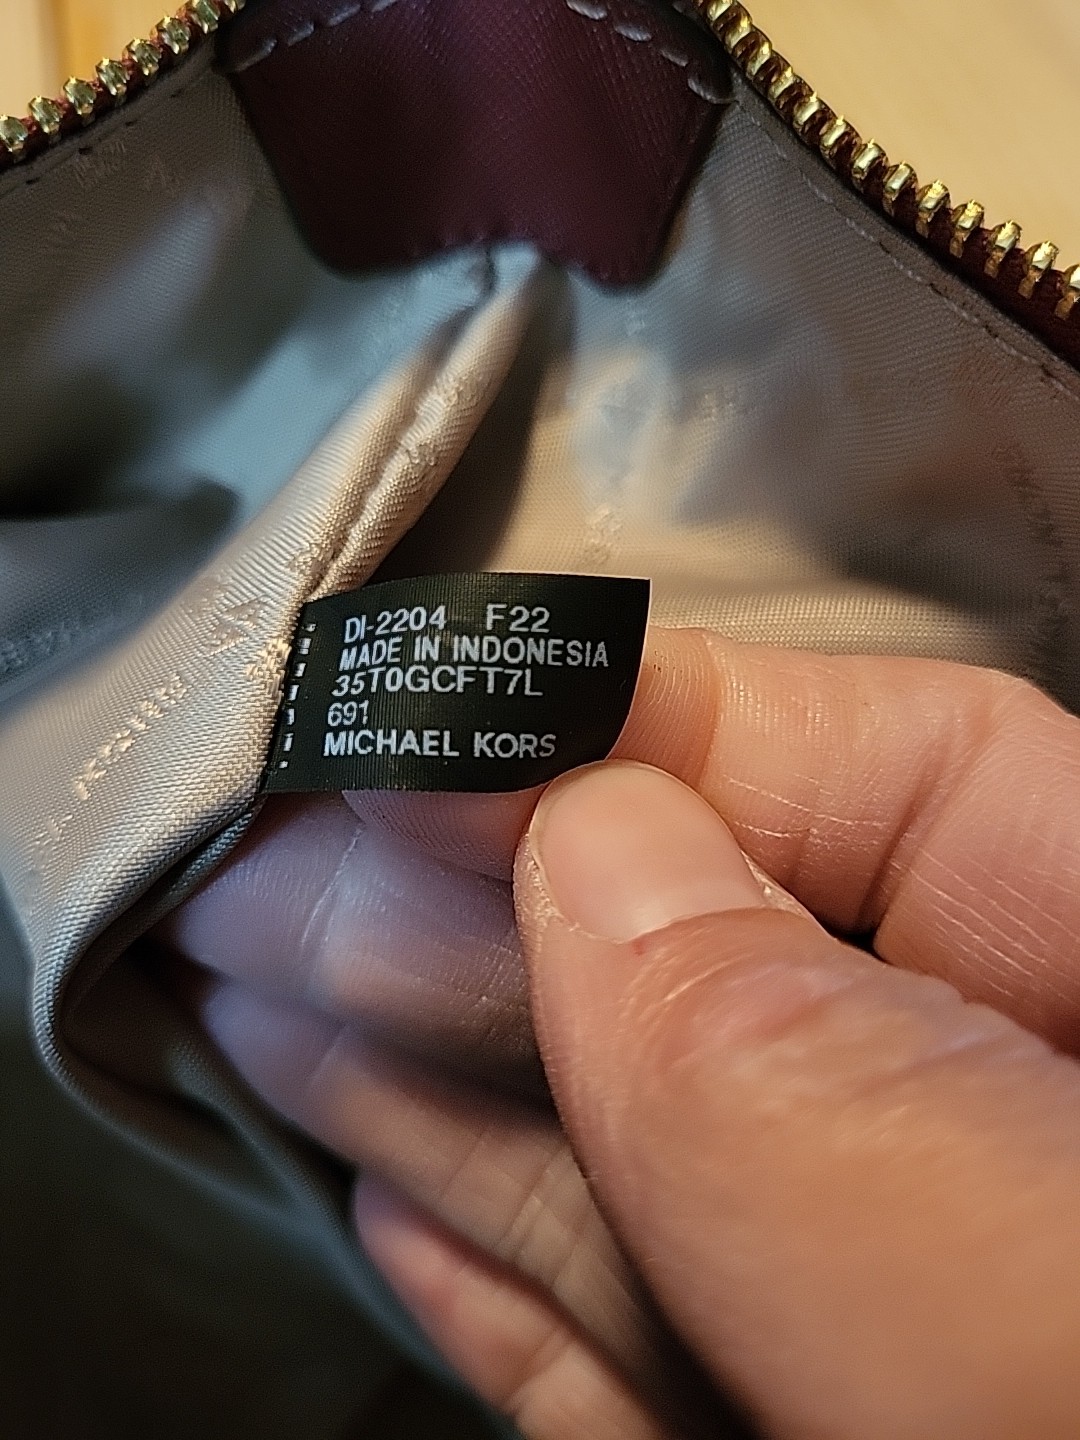 DI-2204 F22
MADE IN INDONESIA
35T0GCFT7L
691
MICHAEL KORS